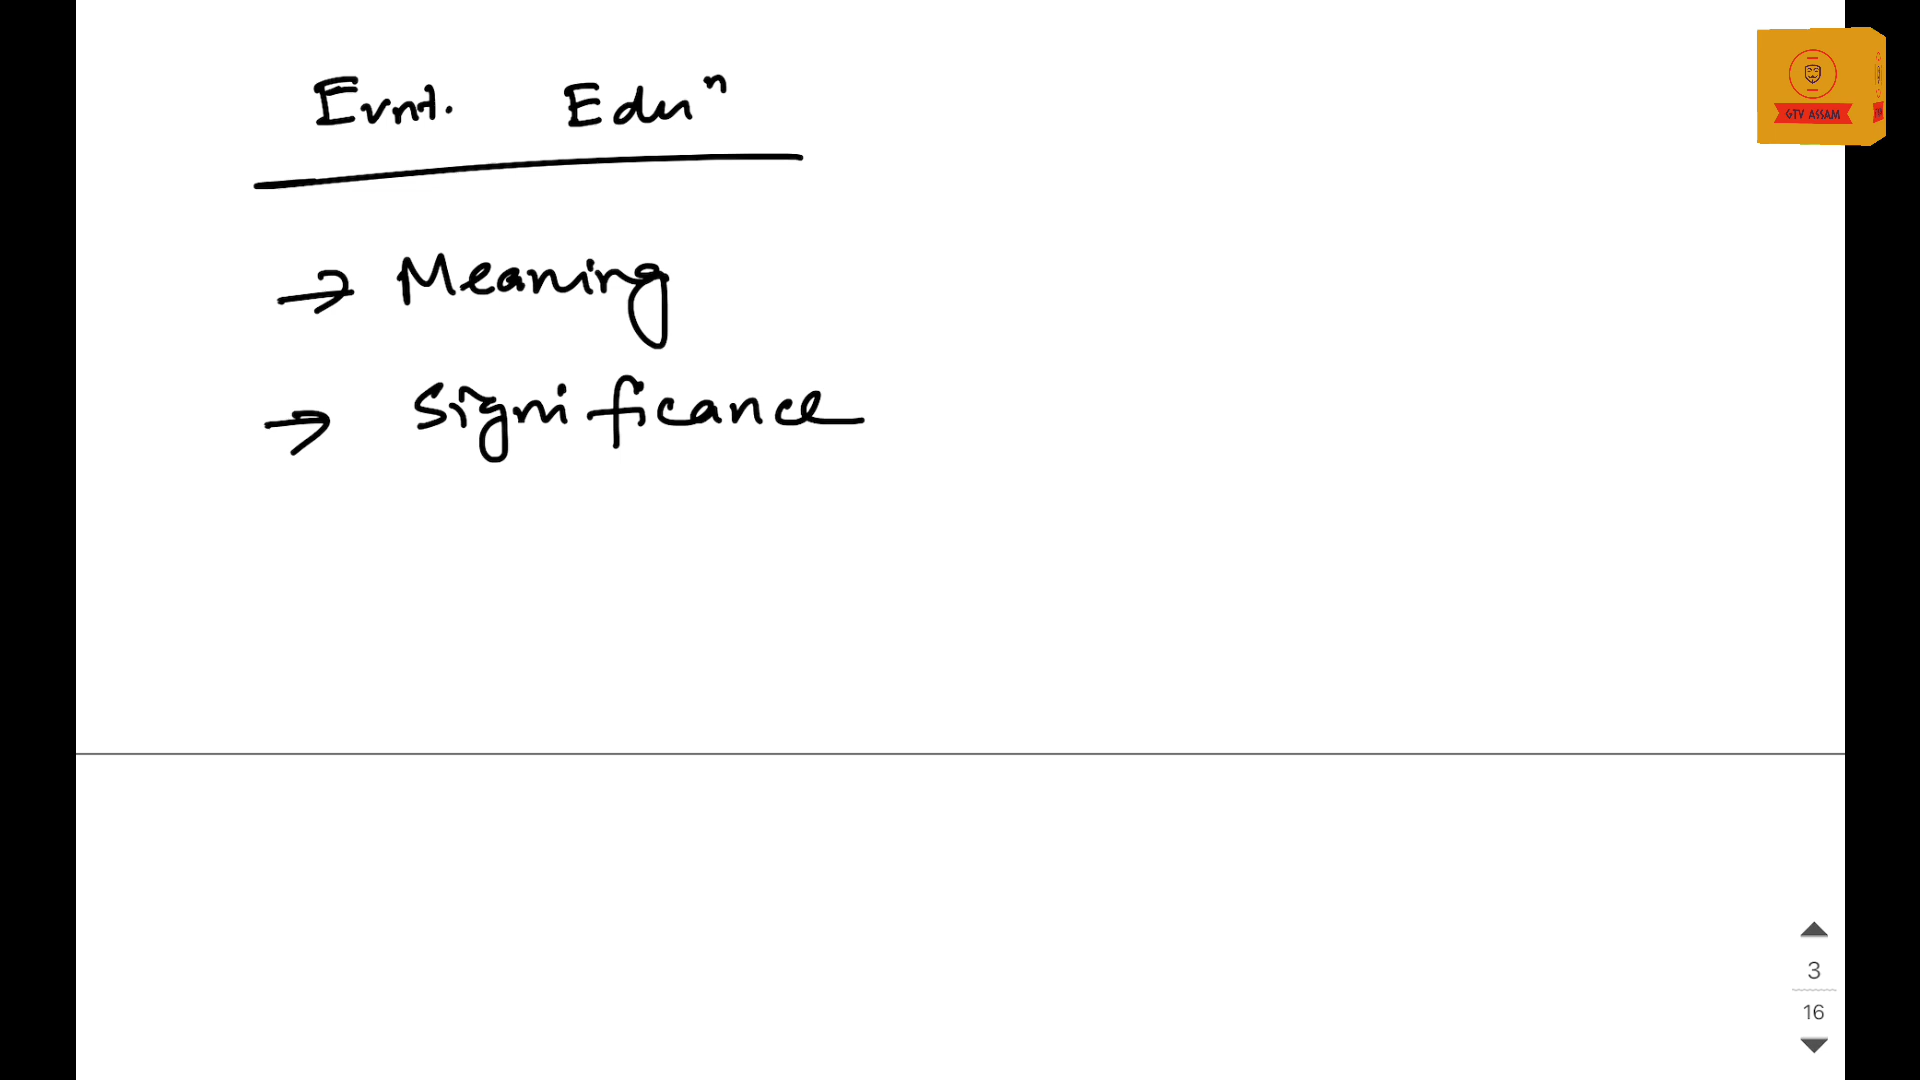 Evnt. Eduⁿ
→ Meaning
→ Significance
GTV ASSAM
3
16